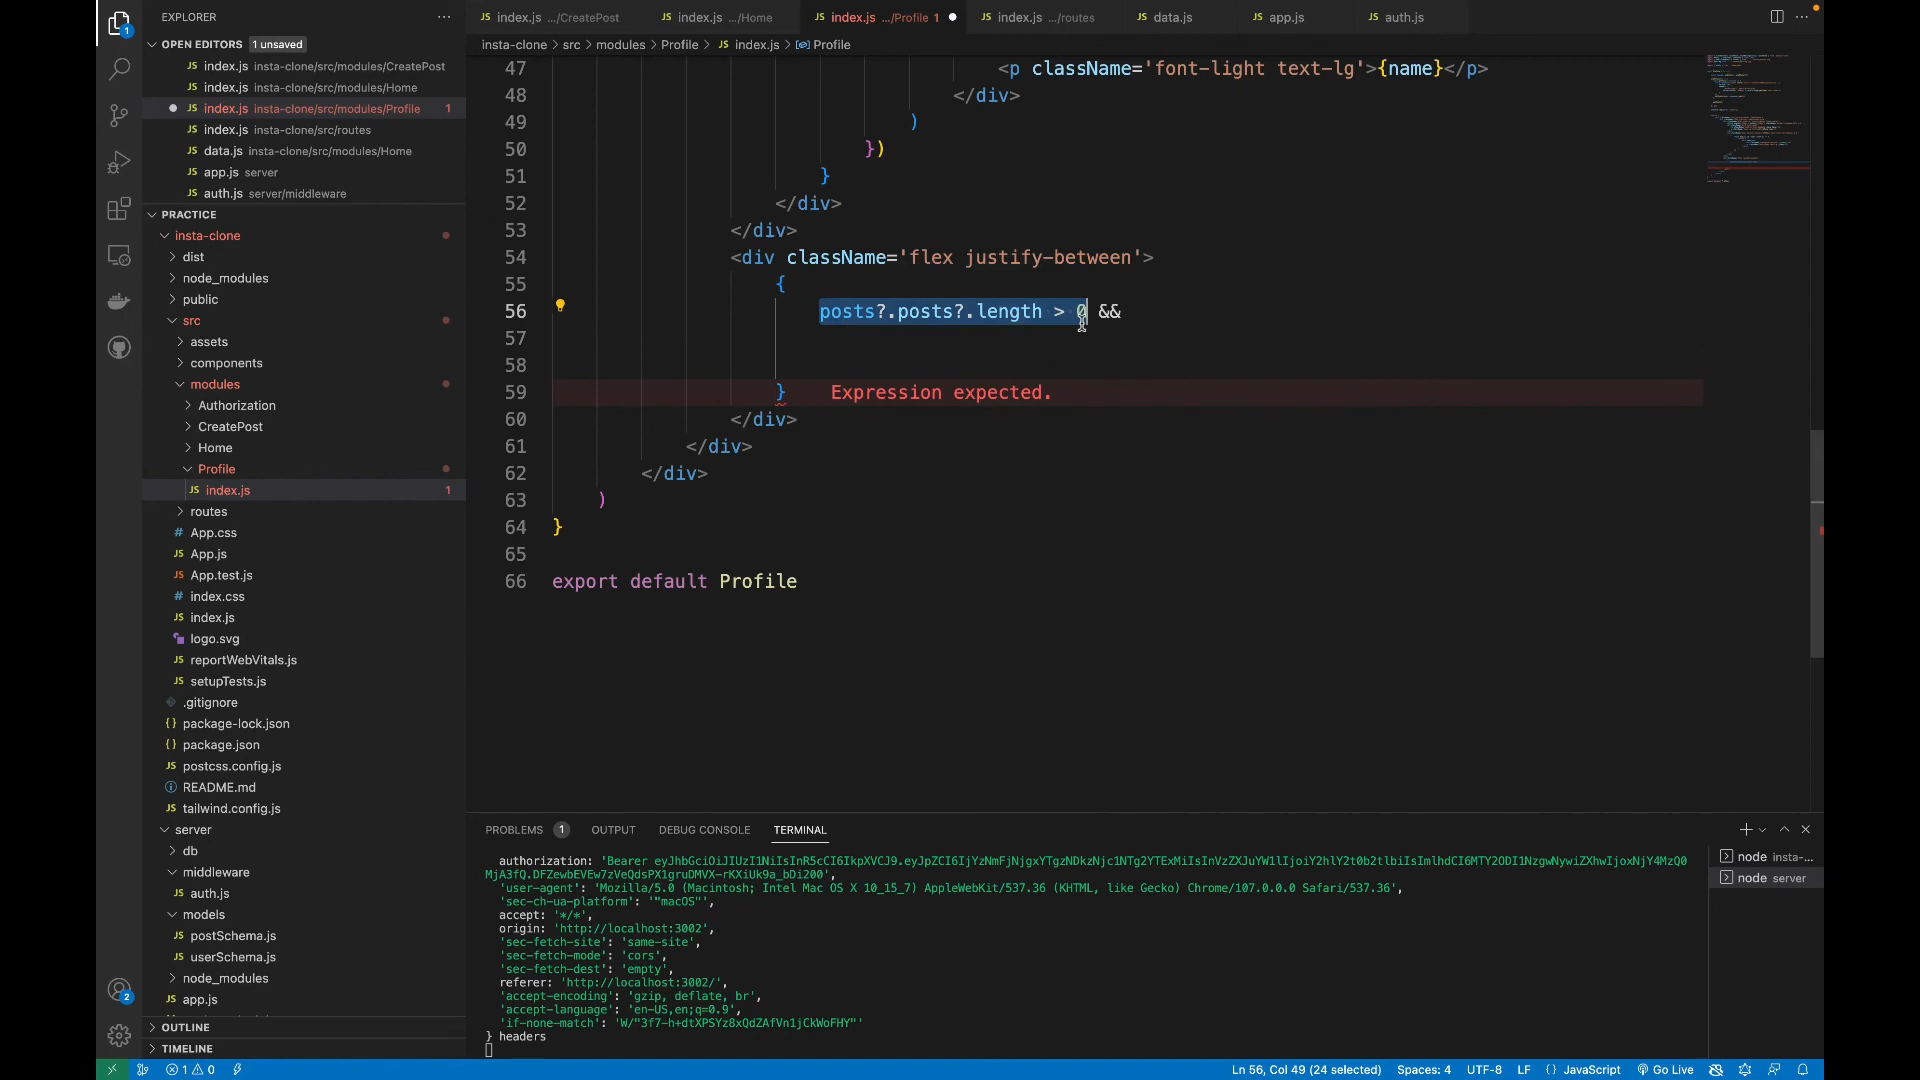 EXPLORER
OPEN EDITORS 1 unsaved
index.js insta-clone/src/modules/CreatePost
index.js insta-clone/src/modules/Home
index.js insta-clone/src/modules/Profile 1
index.js insta-clone/src/routes
data.js insta-clone/src/modules/Home
app.js server
auth.js server/middleware
PRACTICE
insta-clone
dist
node_modules
public
src
assets
components
modules
Authorization
CreatePost
Home
Profile
index.js 1
routes
App.css
App.js
App.test.js
index.css
index.js
logo.svg
reportWebVitals.js
setupTests.js
.gitignore
package-lock.json
package.json
postcss.config.js
README.md
tailwind.config.js
server
db
middleware
auth.js
models
postSchema.js
userSchema.js
node_modules
app.js
OUTLINE
TIMELINE
index.js .../CreatePost
index.js .../Home
index.js .../Profile 1
index.js .../routes
data.js
app.js
auth.js
insta-clone > src > modules > Profile > JS index.js > Profile
47 <p className='font-light text-lg'>{name}</p>
48 </div>
49 )
50 })
51 }
52 </div>
53 </div>
54 <div className='flex justify-between'>
55 {
56 posts?.posts?.length > 0 &&
57
58
59 } Expression expected.
60 </div>
61 </div>
62 </div>
63 )
64 }
65
66 export default Profile
PROBLEMS 1 OUTPUT DEBUG CONSOLE TERMINAL
'user-agent': 'Mozilla/5.0 (Macintosh; Intel Mac OS X 10_15_7) AppleWebKit/537.36 (KHTML, like Gecko) Chrome/107.0.0.0 Safari/537.36',
'sec-ch-ua-platform': '"macOS"',
accept: '*/*',
origin: 'http://localhost:3002',
'sec-fetch-site': 'same-site',
'sec-fetch-mode': 'cors',
'sec-fetch-dest': 'empty',
referer: 'http://localhost:3002/',
'accept-encoding': 'gzip, deflate, br',
'accept-language': 'en-US,en;q=0.9',
'if-none-match': 'W/"3f7-h+dtXPSYz8xQdZAfVn1jCkWoFHY"'
} headers
node insta-...
node server
1 0
Ln 56, Col 49 (24 selected) Spaces: 4 UTF-8 LF {} JavaScript Go Live